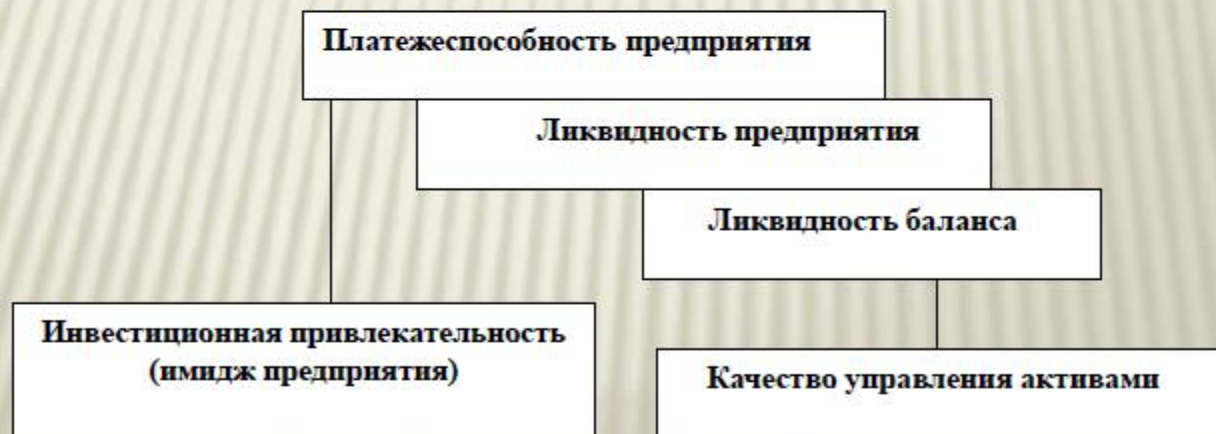 Платежеспособность предприятия
Ликвидность предприятия
Ликвидность баланса
Инвестиционная привлекательность
(имидж предприятия)
Качество управления активами